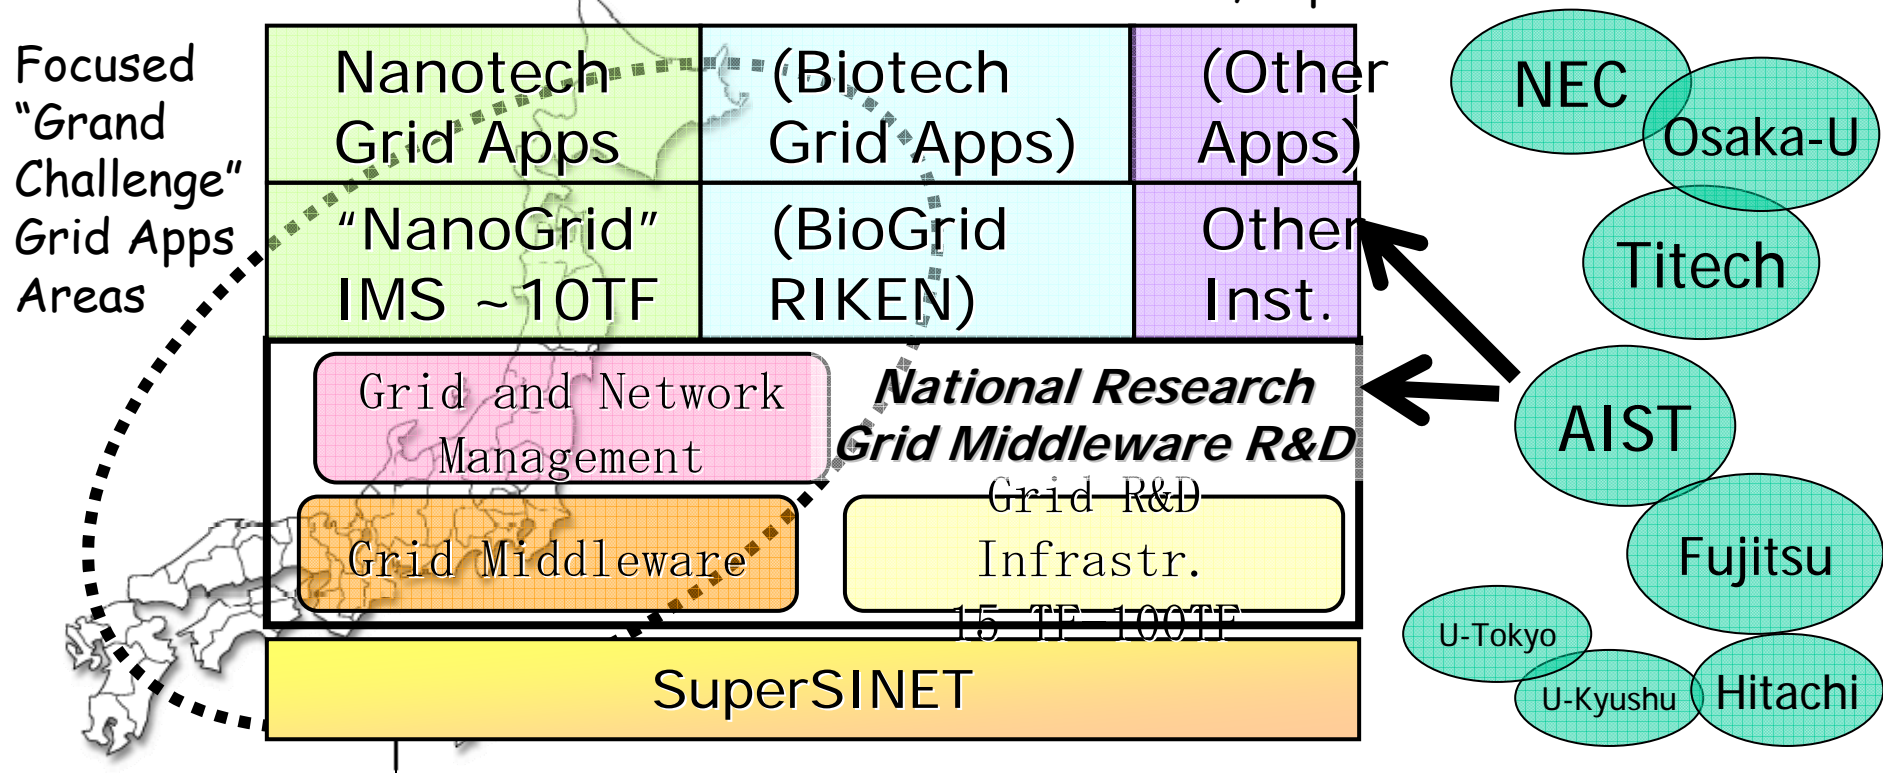 Focused
“Grand
Challenge”
Grid Apps
Areas
Nanotech
Grid Apps
(Biotech
Grid Apps)
(Other
Apps)
“NanoGrid”
IMS ~10TF
(BioGrid
RIKEN)
Other
Inst.
Grid and Network
Management
National Research
Grid Middleware R&D
Grid Middleware
Grid R&D
Infrastr.
15 TF-100TF
SuperSINET
NEC
Osaka-U
Titech
AIST
Fujitsu
U-Tokyo
U-Kyushu
Hitachi